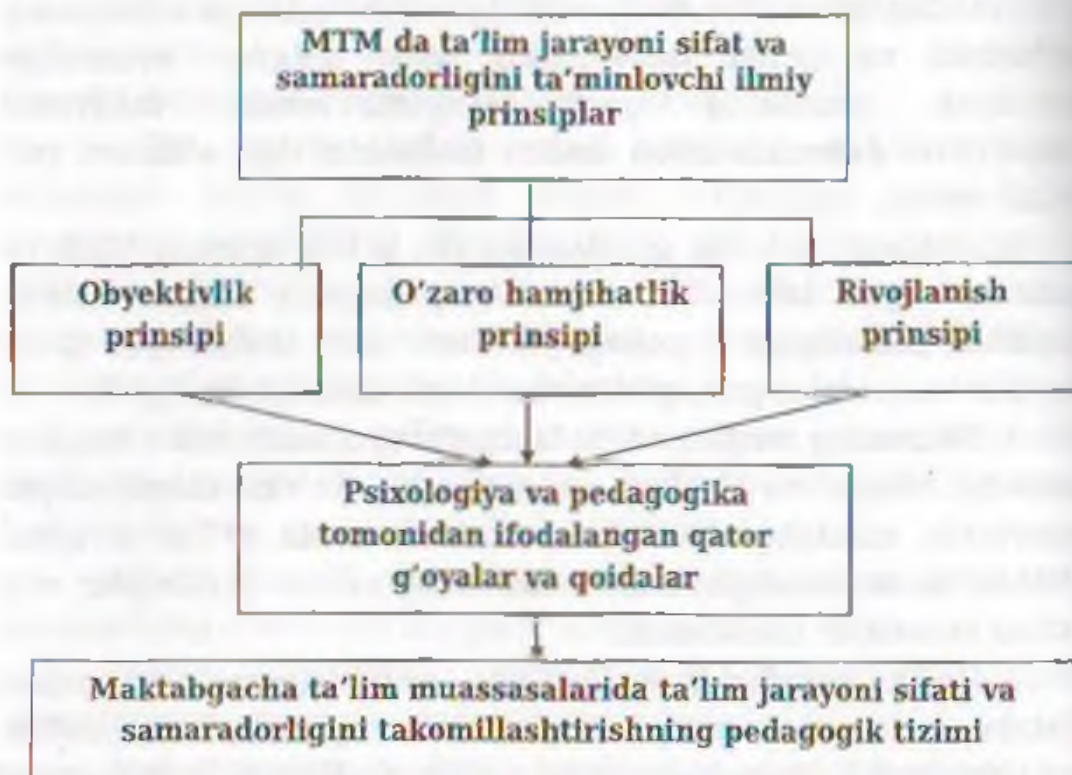 MTM da ta'lim jarayoni sifat va
samaradorligini ta'minlovchi ilmiy
prinsiplar
Obyektivlik
prinsipi
O'zaro hamjihatlik
prinsipi
Rivojlanish
prinsipi
Psixologiya va pedagogika
tomonidan ifodalangan qator
g'oyalar va qoidalar
Maktabgacha ta'lim muassasalarida ta'lim jarayoni sifati va
samaradorligini takomillashtirishning pedagogik tizimi